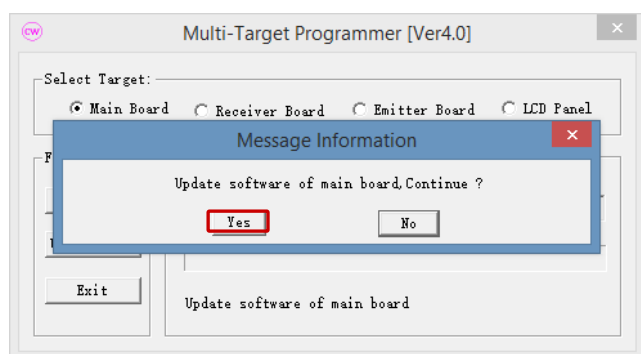 CW
Multi-Target Programmer [Ver4.0]
Select Target:
Main Board Receiver Board Emitter Board LCD Panel
Message Information
F
Update software of main board,Continue ?
Yes No
Exit
Update software of main board